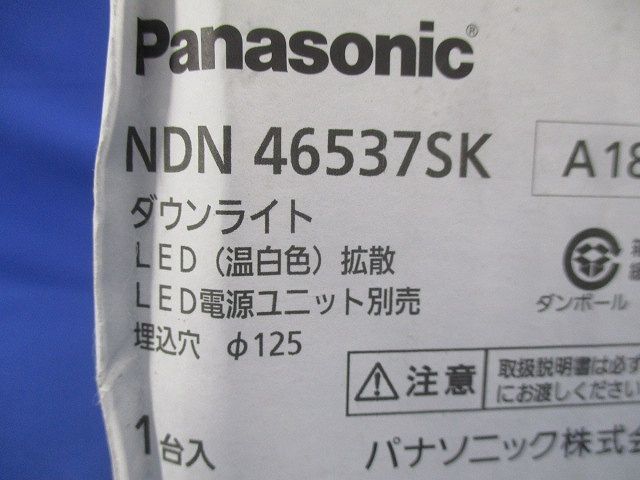 Panasonic®
NDN 46537SK
A18
ダウンライト
LED（温白色）拡散
LED電源ユニット別売
埋込穴 φ125
ダンボール
注意
取扱説明書は必ず
にお渡しください
1台入
パナソニック株式会